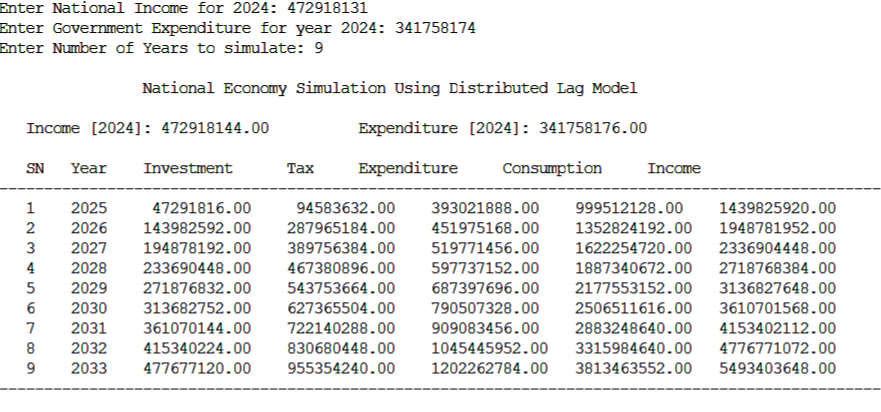 Enter National Income for 2024: 472918131
Enter Government Expenditure for year 2024: 341758174
Enter Number of Years to simulate: 9
National Economy Simulation Using Distributed Lag Model
Income [2024]: 472918144.00 Expenditure [2024]: 341758176.00
SN Year Investment Tax Expenditure Consumption Income
1 2025 47291816.00 94583632.00 393021888.00 999512128.00 1439825920.00
2 2026 143982592.00 287965184.00 451975168.00 1352824192.00 1948781952.00
3 2027 194878192.00 389756384.00 519771456.00 1622254720.00 2336904448.00
4 2028 233690448.00 467380896.00 597737152.00 1887340672.00 2718768384.00
5 2029 271876832.00 543753664.00 687397696.00 2177553152.00 3136827648.00
6 2030 313682752.00 627365504.00 790507328.00 2506511616.00 3610701568.00
7 2031 361070144.00 722140288.00 909083456.00 2883248640.00 4153402112.00
8 2032 415340224.00 830680448.00 1045445952.00 3315984640.00 4776771072.00
9 2033 477677120.00 955354240.00 1202262784.00 3813463552.00 5493403648.00